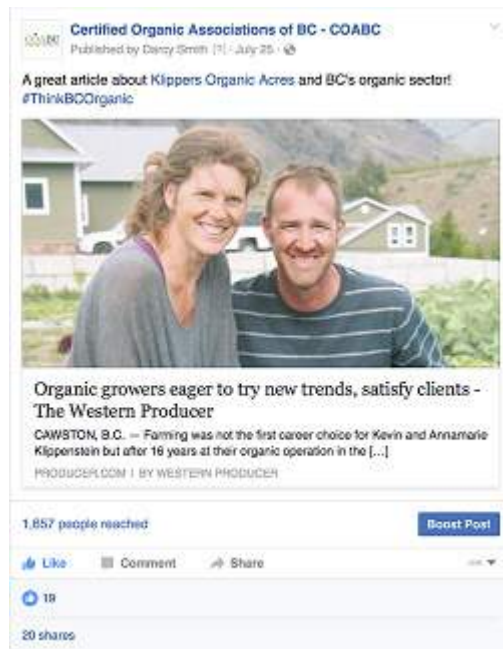 Certified Organic Associations of BC - COABC
Published by Darcy Smith [?] · July 25 ·
A great article about Klippers Organic Acres and BC's organic sector!
#ThinkBCOrganic
Organic growers eager to try new trends, satisfy clients -
The Western Producer
CAWSTON, B.C. — Farming was not the first career choice for Kevin and Annamarie
Klippenstein but after 16 years at their organic operation in the [...]
PRODUCER.COM | BY WESTERN PRODUCER
1,657 people reached
Boost Post
Like Comment Share
19
20 shares